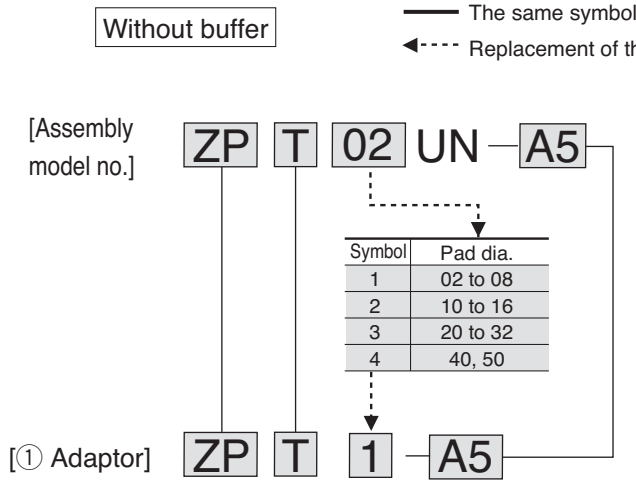 Without buffer
The same symbol
Replacement of
[Assembly model no.]
ZP T 02 UN - A5
Symbol Pad dia.
1 02 to 08
2 10 to 16
3 20 to 32
4 40, 50
[① Adaptor] ZP T 1 - A5